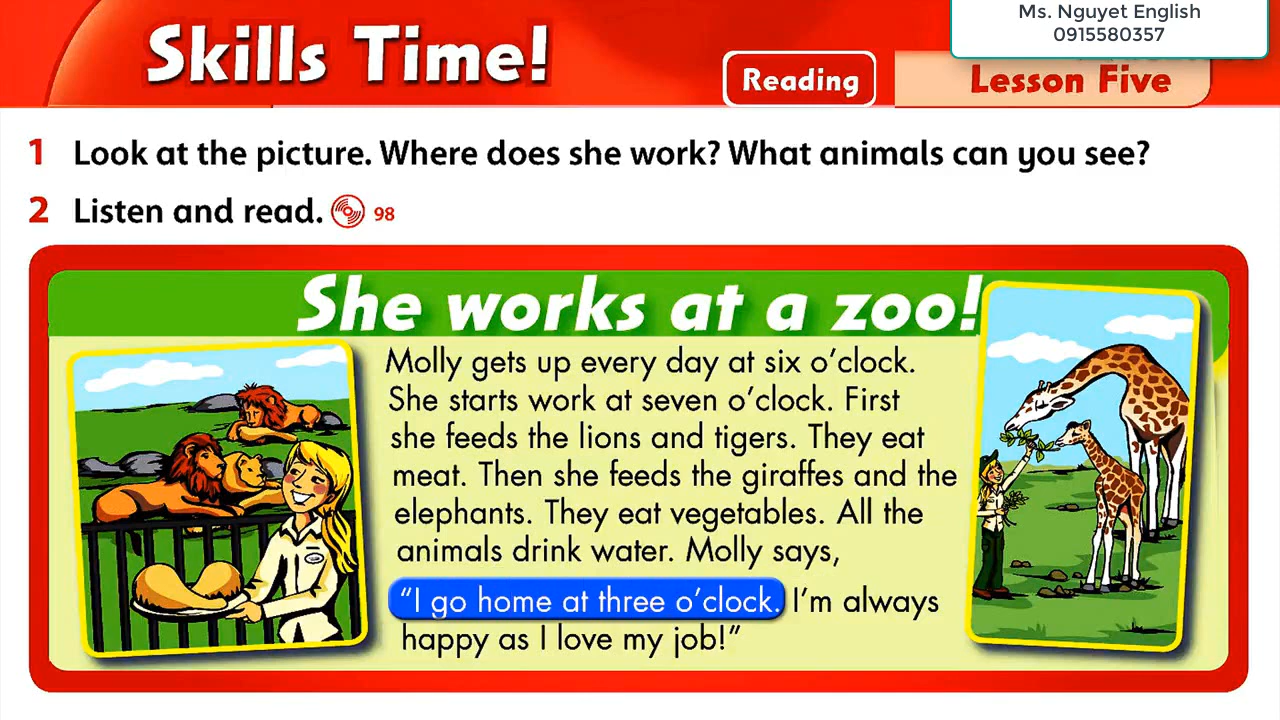 Ms. Nguyet English
0915580357
Skills Time!
Reading
Lesson Five
1 Look at the picture. Where does she work? What animals can you see?
2 Listen and read. 98
She works at a zoo!
Molly gets up every day at six o’clock.
She starts work at seven o’clock. First
she feeds the lions and tigers. They eat
meat. Then she feeds the giraffes and the
elephants. They eat vegetables. All the
animals drink water. Molly says,
“I go home at three o’clock. I’m always
happy as I love my job!”